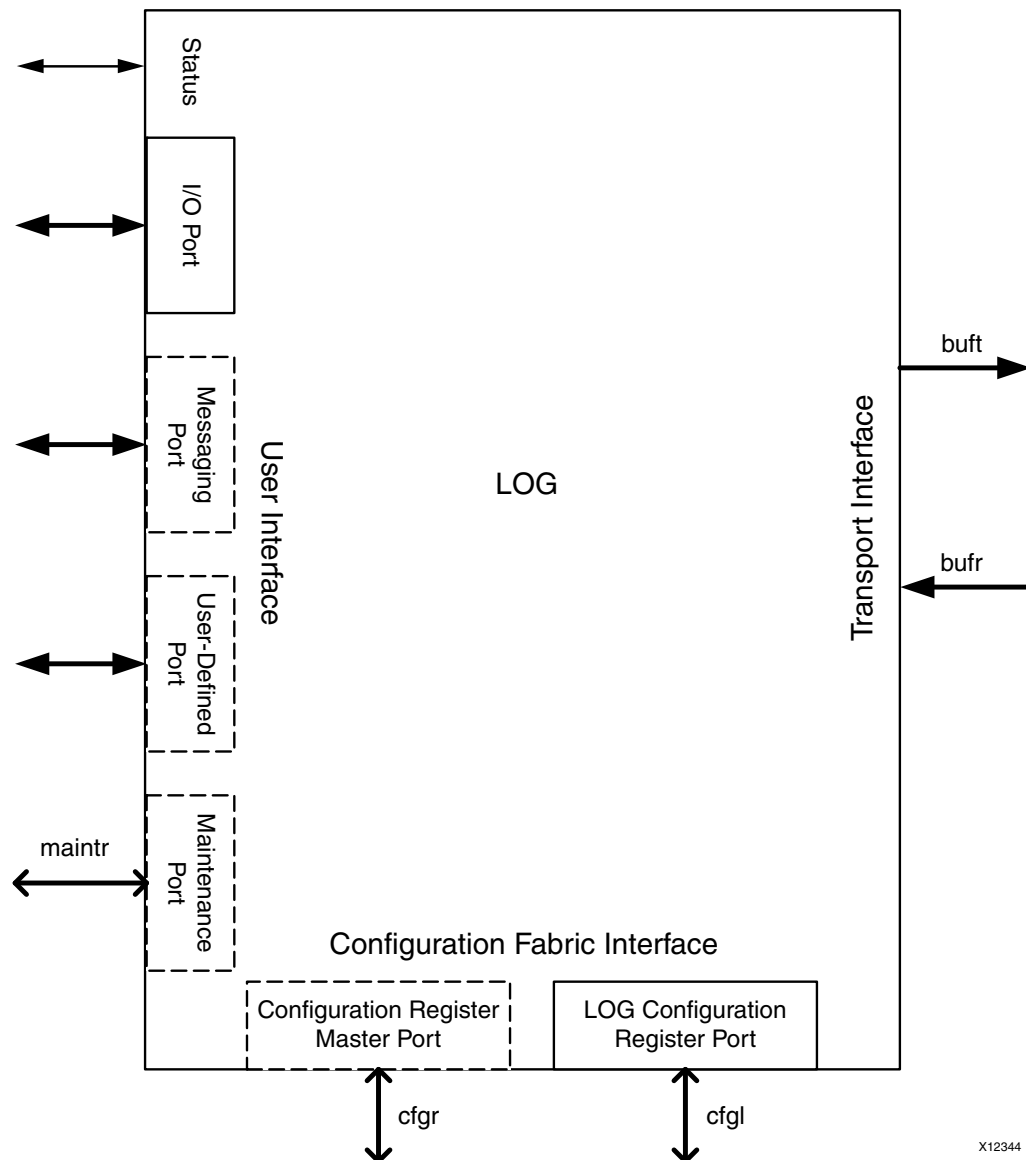 Status
I/O Port
Messaging
Port
User-Defined
Port
Maintenance
Port
maintr
User Interface
LOG
Transport Interface
buft
bufr
Configuration Fabric Interface
Configuration Register
Master Port
LOG Configuration
Register Port
cfgr
cfgl
X12344